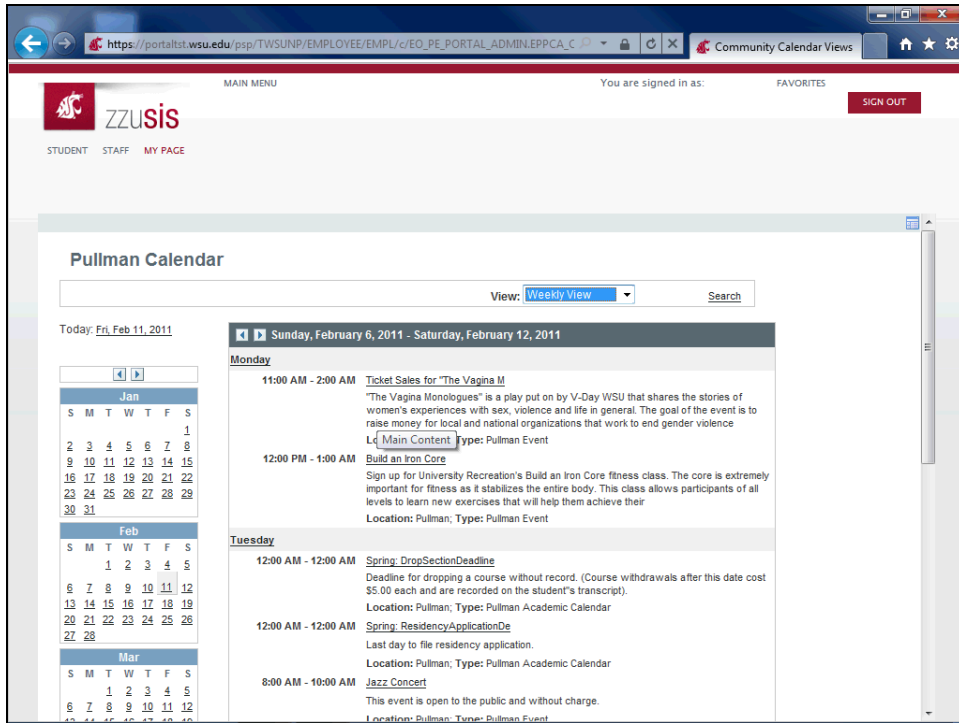 https://portaltst.wsu.edu/psp/TWSUNP/EMPLOYEE/EMPL/c/EO_PE_PORTAL_ADMIN.EPPCA_C
Community Calendar Views
MAIN MENU
You are signed in as:
FAVORITES
SIGN OUT
zzusis
STUDENT STAFF MY PAGE
Pullman Calendar
View: Weekly View Search
Today: Fri, Feb 11, 2011
Jan
S M T W T F S
1
2 3 4 5 6 7 8
9 10 11 12 13 14 15
16 17 18 19 20 21 22
23 24 25 26 27 28 29
30 31
Feb
S M T W T F S
1 2 3 4 5
6 7 8 9 10 11 12
13 14 15 16 17 18 19
20 21 22 23 24 25 26
27 28
Mar
S M T W T F S
1 2 3 4 5
6 7 8 9 10 11 12
13 14 15 16 17 18 19
Sunday, February 6, 2011 - Saturday, February 12, 2011
Monday
11:00 AM - 2:00 AM Ticket Sales for "The Vagina M
"The Vagina Monologues" is a play put on by V-Day WSU that shares the stories of
women's experiences with sex, violence and life in general. The goal of the event is to
raise money for local and national organizations that work to end gender violence
Main Content Type: Pullman Event
12:00 PM - 1:00 AM Build an Iron Core
Sign up for University Recreation's Build an Iron Core fitness class. The core is extremely
important for fitness as it stabilizes the entire body. This class allows participants of all
levels to learn new exercises that will help them achieve their
Location: Pullman; Type: Pullman Event
Tuesday
12:00 AM - 12:00 AM Spring: DropSectionDeadline
Deadline for dropping a course without record. (Course withdrawals after this date cost
$5.00 each and are recorded on the student"s transcript).
Location: Pullman; Type: Pullman Academic Calendar
12:00 AM - 12:00 AM Spring: ResidencyApplicationDe
Last day to file residency application.
Location: Pullman; Type: Pullman Academic Calendar
8:00 AM - 10:00 AM Jazz Concert
This event is open to the public and without charge.
Location: Pullman; Type: Pullman Event